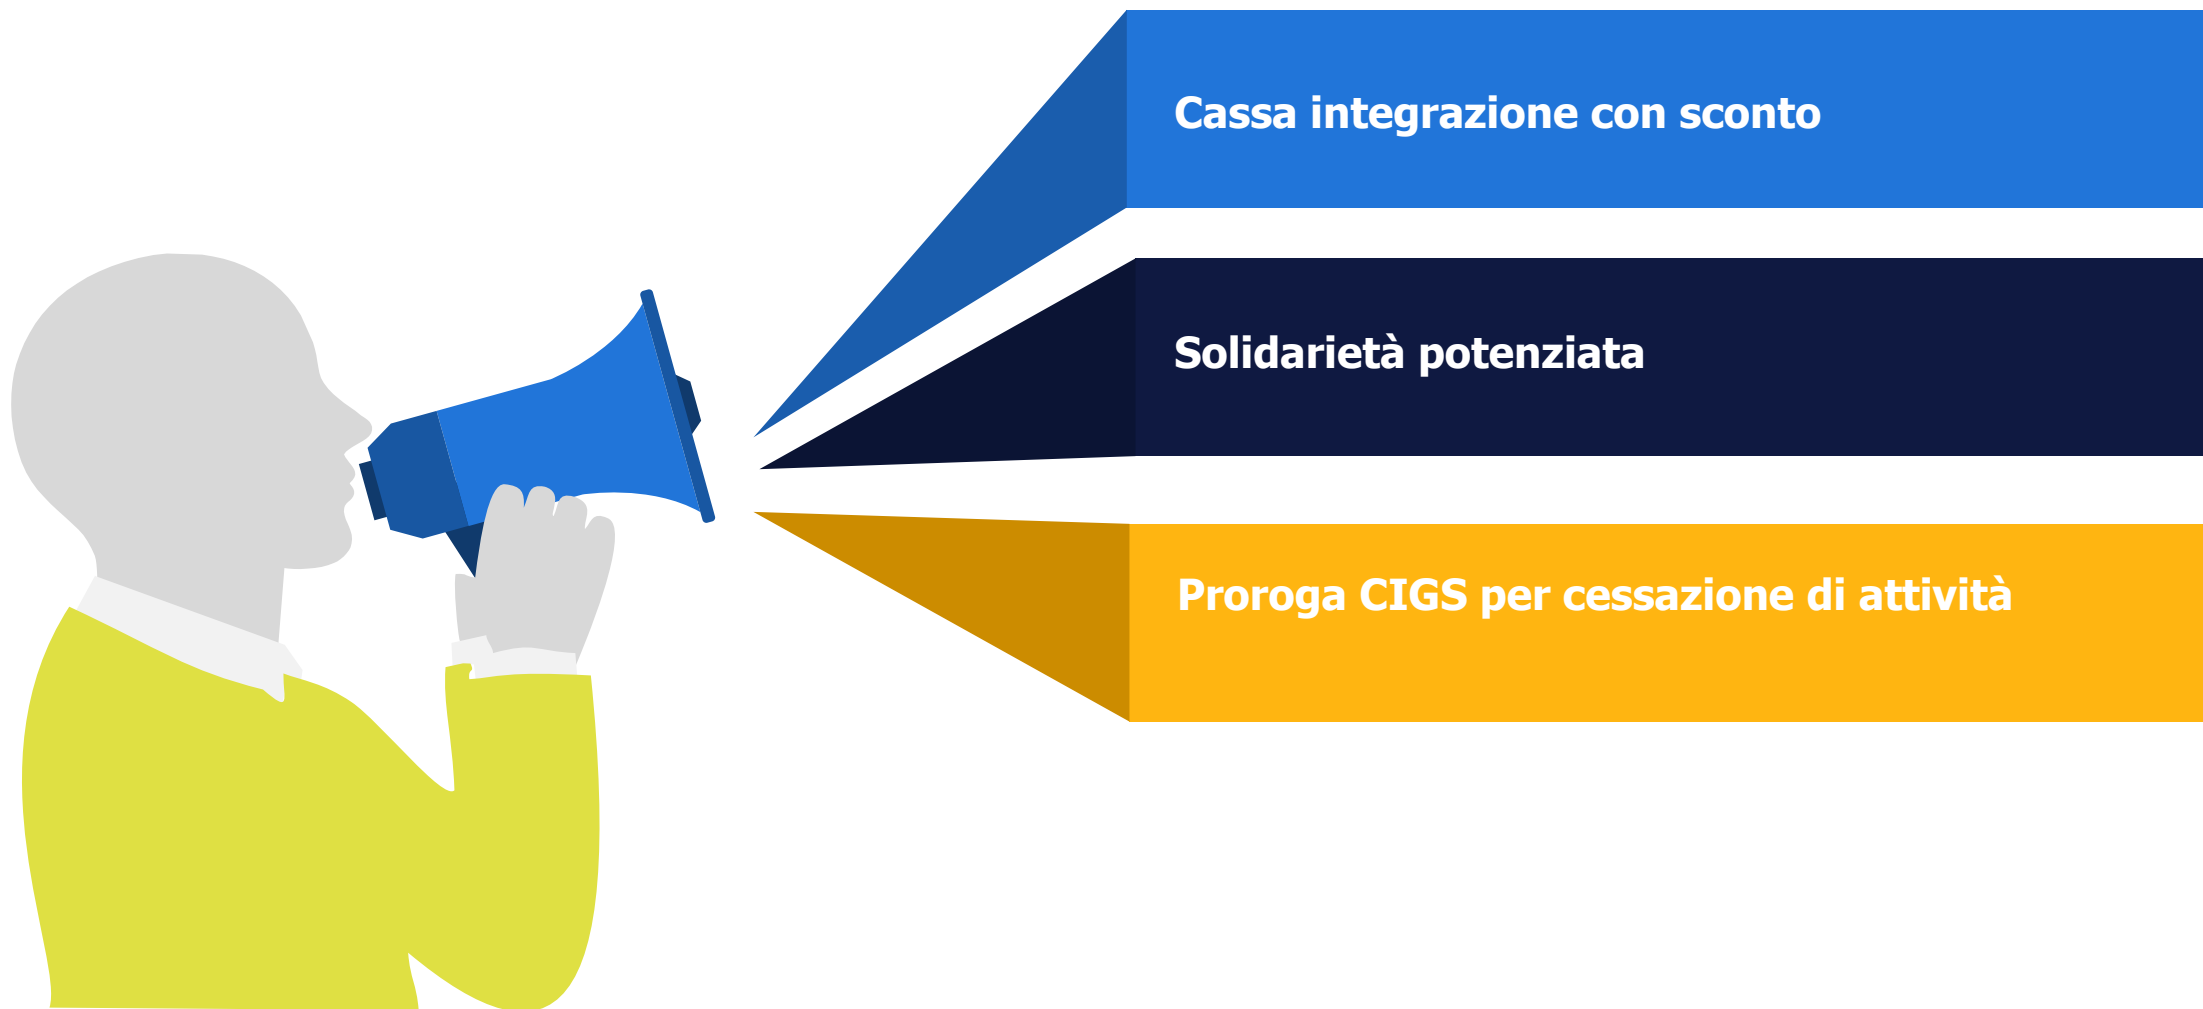 Cassa integrazione con sconto
Solidarietà potenziata
Proroga CIGS per cessazione di attività